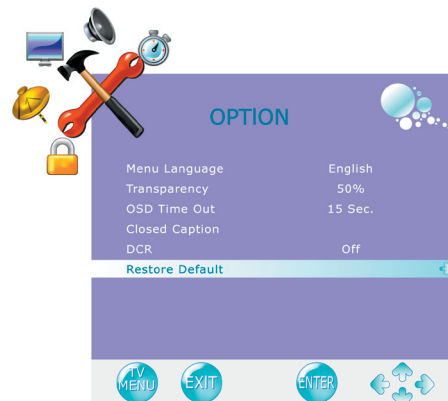 OPTION
Menu Language English
Transparency 50%
OSD Time Out 15 Sec.
Closed Caption
DCR Off
Restore Default
TV MENU EXIT ENTER